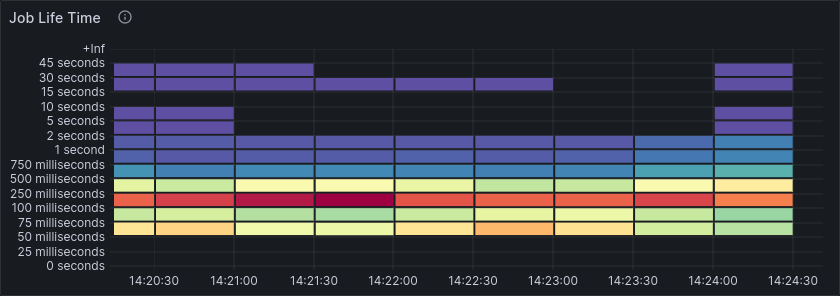 Job Life Time
+Inf
45 seconds
30 seconds
15 seconds
10 seconds
5 seconds
2 seconds
1 second
750 milliseconds
500 milliseconds
250 milliseconds
100 milliseconds
75 milliseconds
50 milliseconds
25 milliseconds
0 seconds
14:20:30 14:21:00 14:21:30 14:22:00 14:22:30 14:23:00 14:23:30 14:24:00 14:24:30